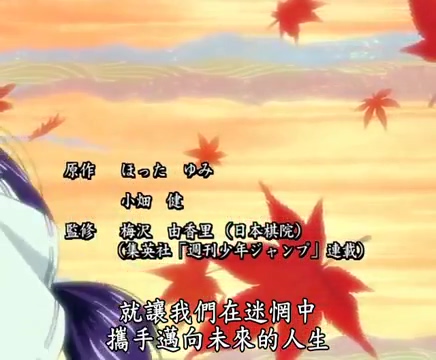 原作　ほった　ゆみ
小畑　健
監修　梅沢　由香里（日本棋院）
（集英社「週刊少年ジャンプ」連載）
就讓我們在迷惘中
攜手邁向未來的人生